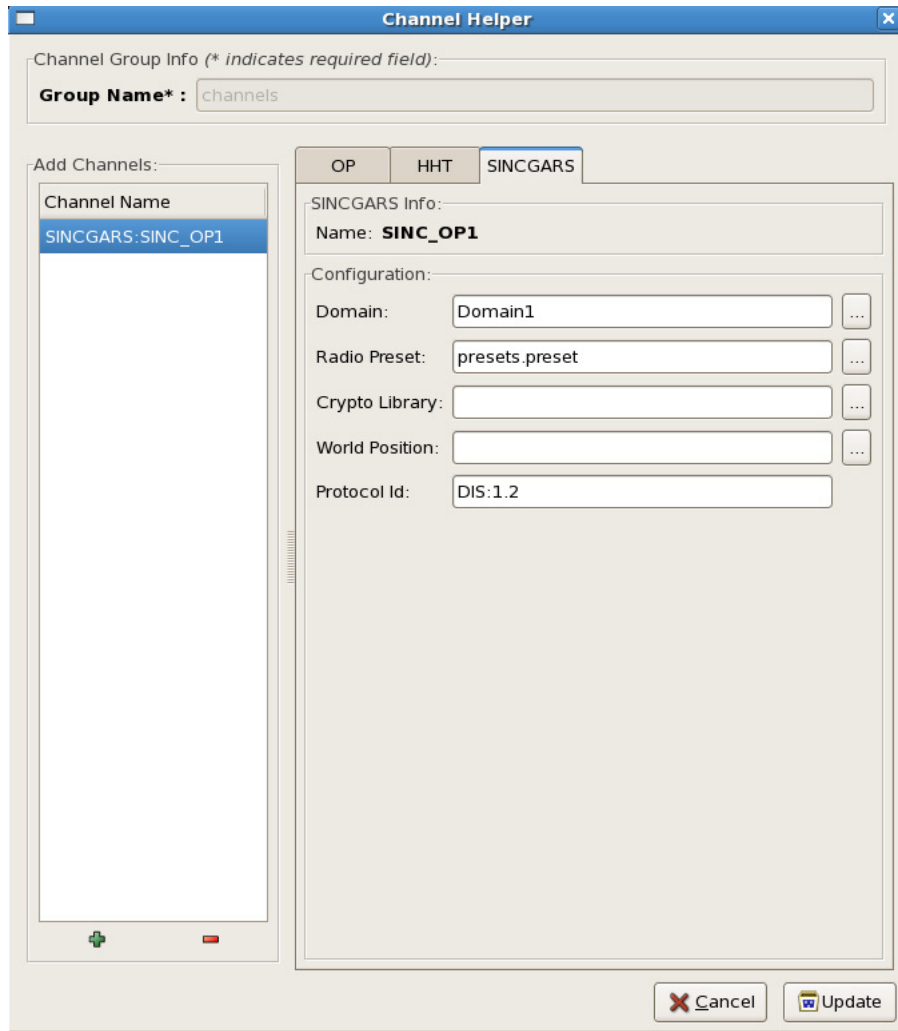 Channel Helper
Channel Group Info (* indicates required field):
Group Name* : channels
Add Channels:
Channel Name
SINCGARS:SINC_OP1
OP HHT SINCGARS
SINCGARS Info:
Name: SINC_OP1
Configuration:
Domain: Domain1 ...
Radio Preset: presets.preset ...
Crypto Library: ...
World Position: ...
Protocol Id: DIS:1.2
Cancel Update